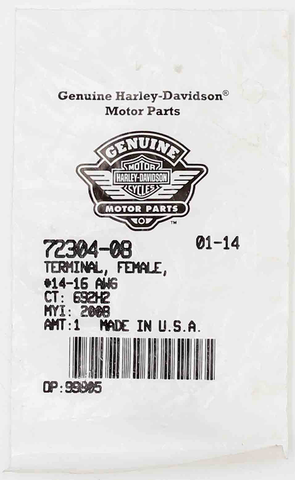 Genuine Harley-Davidson®
Motor Parts
GENUINE
MOTOR
HARLEY-DAVIDSON
CYCLES
MOTOR PARTS
™
72304-08 01-14
TERMINAL, FEMALE,
#14-16 AWG
CT: 692H2
MYI: 2008
AMT:1 MADE IN U.S.A.
OP:99805